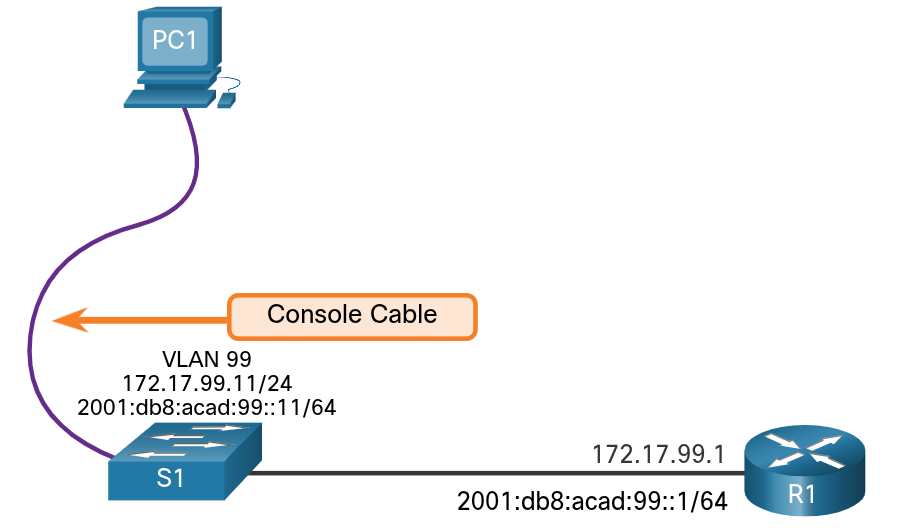 PC1
Console Cable
VLAN 99
172.17.99.11/24
2001:db8:acad:99::11/64
S1
172.17.99.1
2001:db8:acad:99::1/64
R1